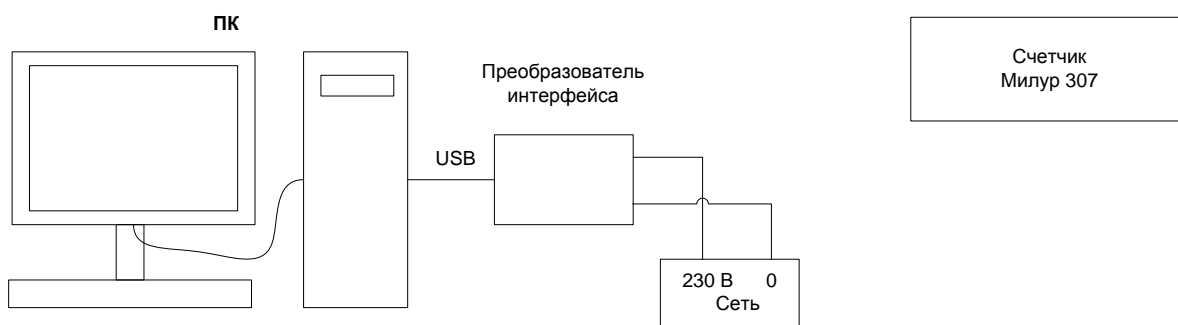 ПК
Преобразователь
интерфейса
USB
230 В 0
Сеть
Счетчик
Милур 307